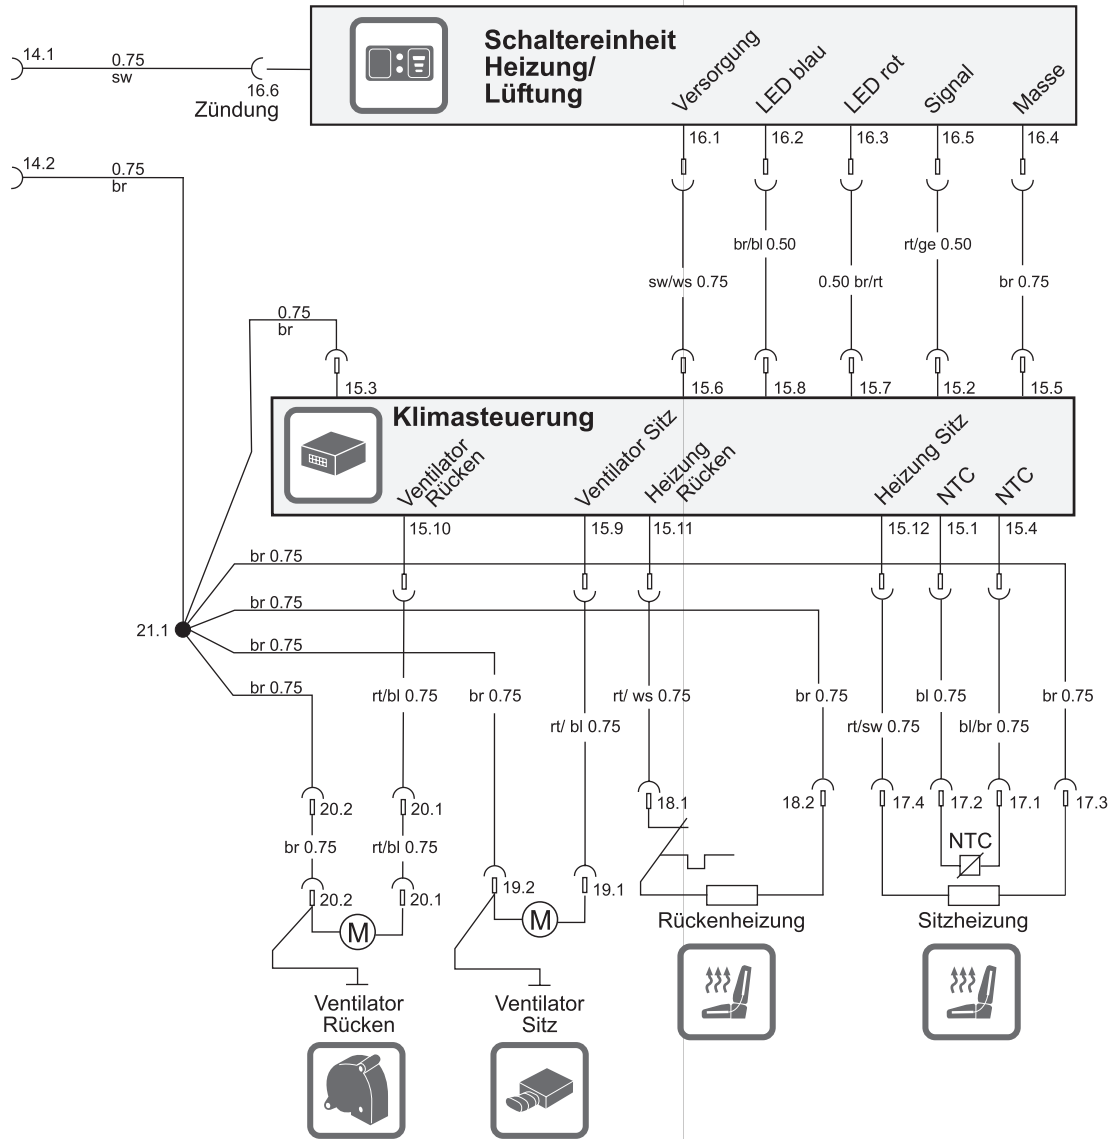 14.1
0.75
sw
16.6
Zündung
Schaltereinheit
Heizung/
Lüftung
Versorgung
LED blau
LED rot
Signal
Masse
16.1
16.2
16.3
16.5
16.4
14.2
0.75
br
br/bl 0.50
rt/ge 0.50
sw/ws 0.75
0.50 br/rt
br 0.75
0.75
br
15.3
15.6
15.8
15.7
15.2
15.5
Klimasteuerung
Ventilator
Rücken
Ventilator Sitz
Heizung
Rücken
Heizung Sitz
NTC
NTC
15.10
15.9
15.11
15.12
15.1
15.4
br 0.75
br 0.75
21.1
br 0.75
br 0.75
rt/bl 0.75
br 0.75
rt/ ws 0.75
br 0.75
bl 0.75
br 0.75
rt/ bl 0.75
rt/sw 0.75
bl/br 0.75
20.2
20.1
18.1
18.2
17.4
17.2
17.1
17.3
br 0.75
rt/bl 0.75
NTC
20.2
20.1
19.2
19.1
M
M
Rückenheizung
Sitzheizung
Ventilator
Rücken
Ventilator
Sitz